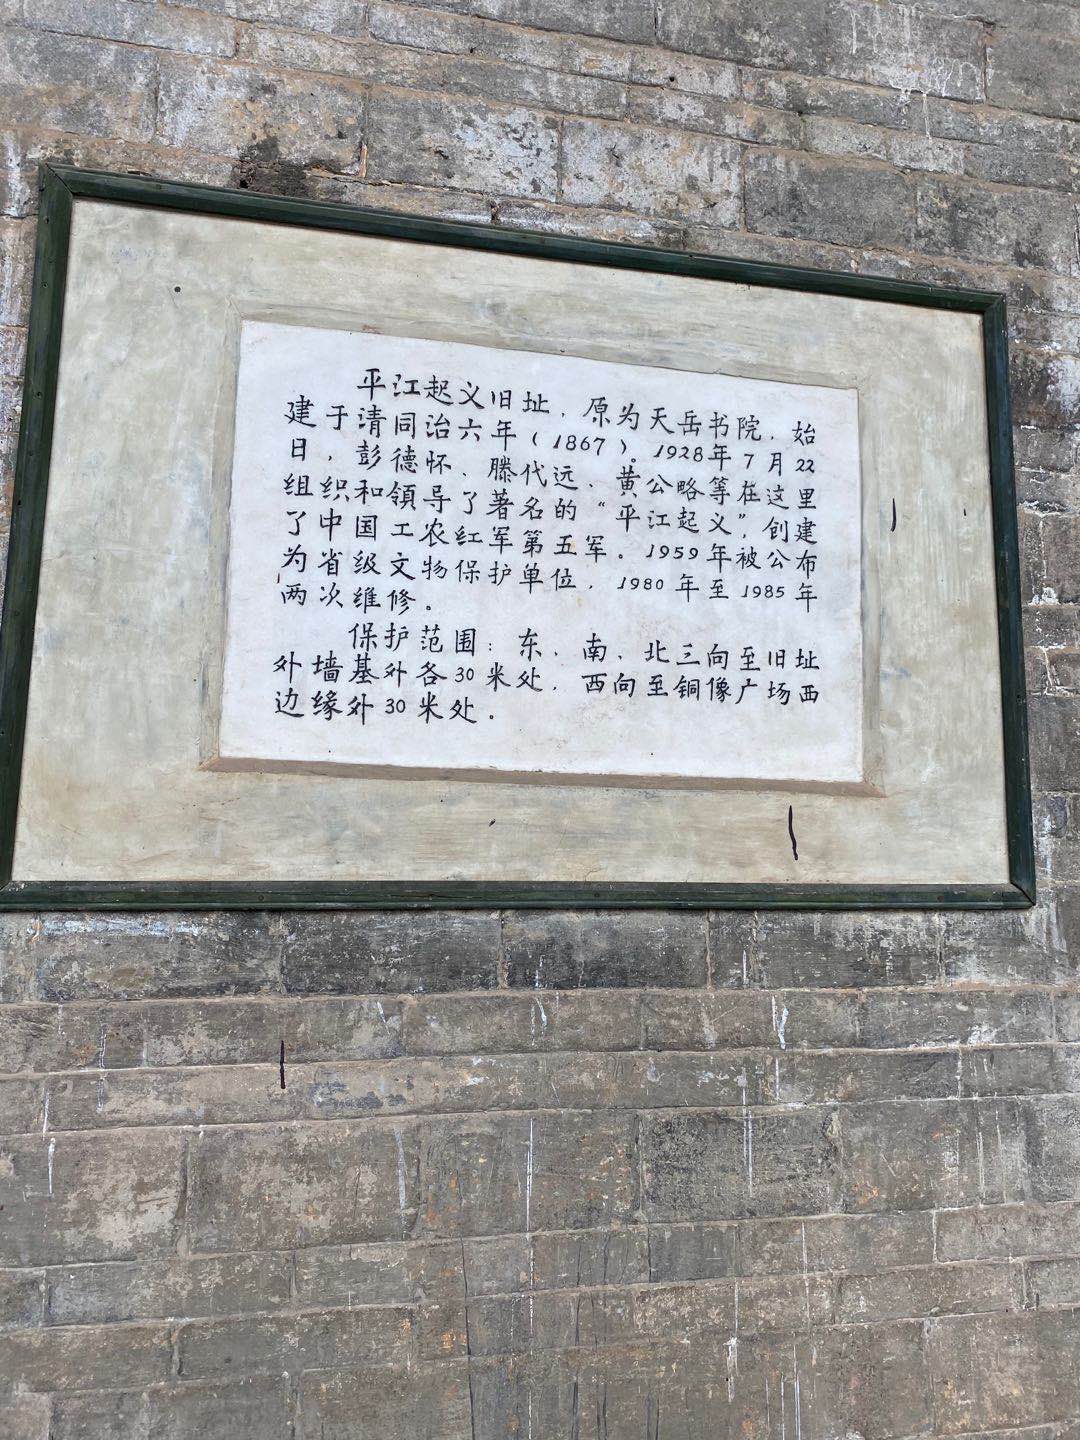 平江起义旧址，原为天岳书院，始
建于清同治六年（1867）。1928年7月22
日，彭德怀、滕代远、黄公略等在这里
组织和領导了著名的“平江起义”，创建
了中国工农红军第五军。1959年被公布
为省级文物保护单位，1980年至1985年
两次维修。
保护范围：东、南、北三向至旧址
外墙基外各30米处，西向至铜像广场西
边缘外30米处。